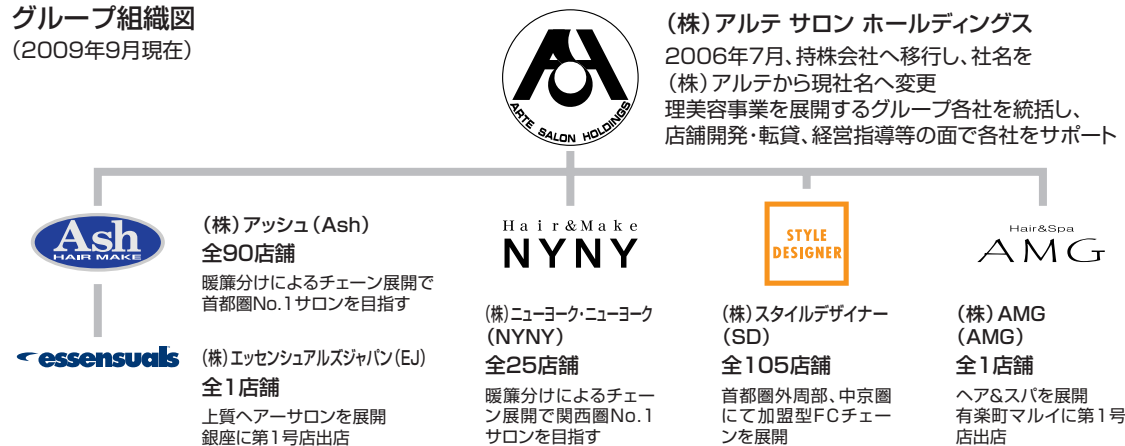 グループ組織図
(2009年9月現在)
ARTE SALON HOLDINGS
(株)アルテ サロン ホールディングス
2006年7月、持株会社へ移行し、社名を
(株)アルテから現社名へ変更
理美容事業を展開するグループ各社を統括し、
店舗開発・転貸、経営指導等の面で各社をサポート
Ash
HAIR MAKE
(株)アッシュ(Ash)
全90店舗
暖簾分けによるチェーン展開で
首都圏No.1サロンを目指す
essensuals
(株)エッセンシュアルズジャパン(EJ)
全1店舗
上質ヘアーサロンを展開
銀座に第1号店出店
Hair&Make
NYNY
(株)ニューヨーク・ニューヨーク
(NYNY)
全25店舗
暖簾分けによるチェー
ン展開で関西圏No.1
サロンを目指す
STYLE
DESIGNER
(株)スタイルデザイナー
(SD)
全105店舗
首都圏外周部、中京圏
にて加盟型FCチェー
ンを展開
Hair&Spa
AMG
(株)AMG
(AMG)
全1店舗
ヘア&スパを展開
有楽町マルイに第1号
店出店